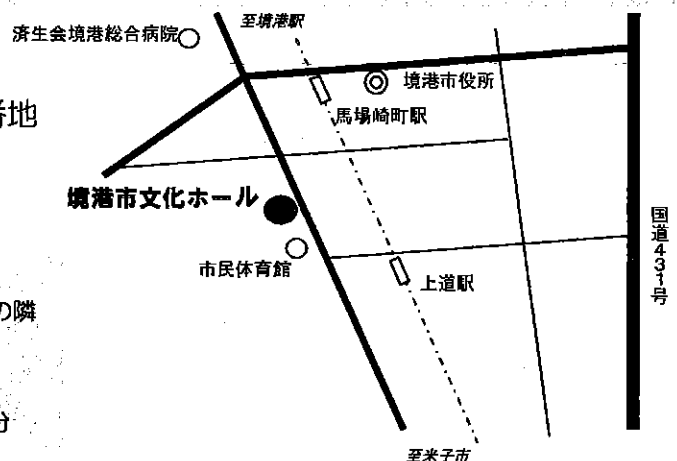 至境港駅
済生会境港総合病院
境港市役所
番地
馬場崎町駅
境港市文化ホール
国道431号
市民体育館
上道駅
の隣
分
至米子市